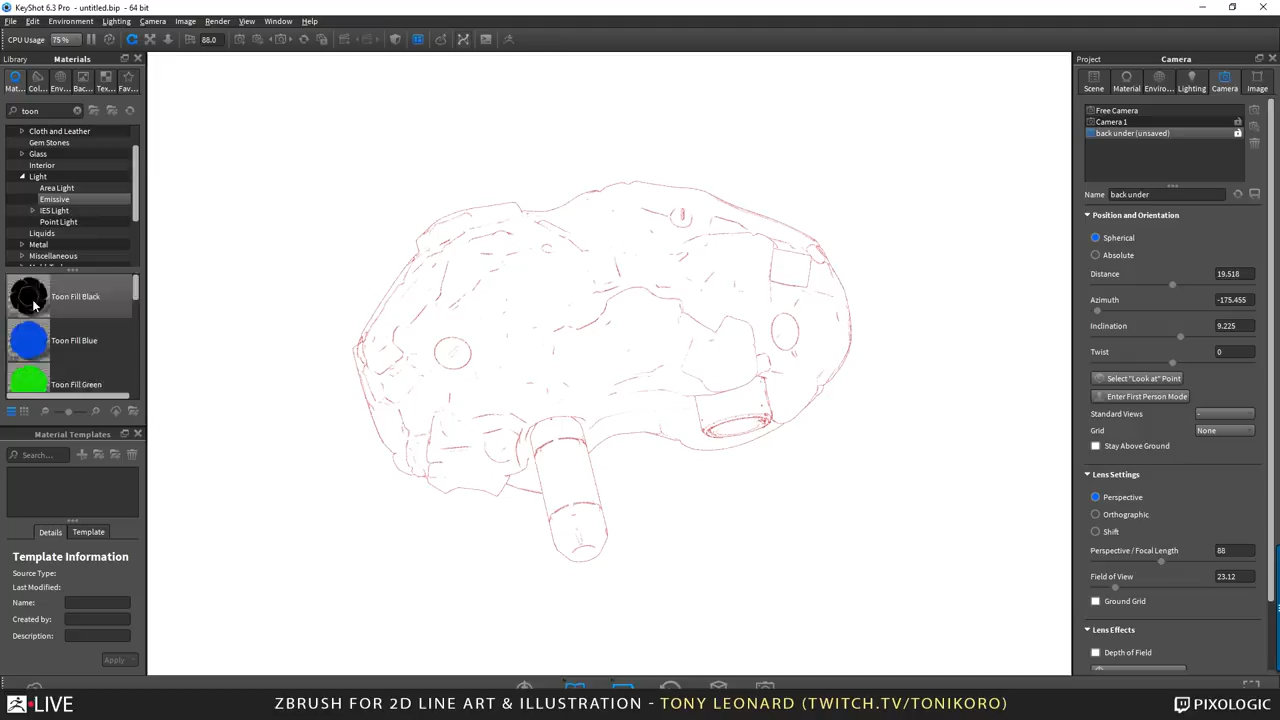 KeyShot 6.3 Pro - untitled.bip - 64 bit
File Edit Environment Lighting Camera Image Render View Window Help
CPU Usage 75 % 88.0
Library Materials
Project Camera
Mat... Col... Env... Bac... Tex... Fav...
Scene Material Enviro... Lighting Camera Image
toon
Cloth and Leather
Gem Stones
Glass
Interior
Light
Area Light
Emissive
IES Light
Point Light
Liquids
Metal
Miscellaneous
Toon Fill Black
Toon Fill Blue
Toon Fill Green
Material Templates
Search...
Details Template
Template Information
Source Type:
Last Modified:
Name:
Created by:
Description:
Apply
Free Camera
Camera 1
back under (unsaved)
Name back under
Position and Orientation
Spherical
Absolute
Distance 19.518
Azimuth -175.455
Inclination 9.225
Twist 0
Select "Look at" Point
Enter First Person Mode
Standard Views -
Grid None
Stay Above Ground
Lens Settings
Perspective
Orthographic
Shift
Perspective / Focal Length 88
Field of View 23.12
Ground Grid
Lens Effects
Depth of Field
LIVE ZBRUSH FOR 2D LINE ART & ILLUSTRATION - TONY LEONARD (TWITCH.TV/TONIKORO) PIXOLOGIC